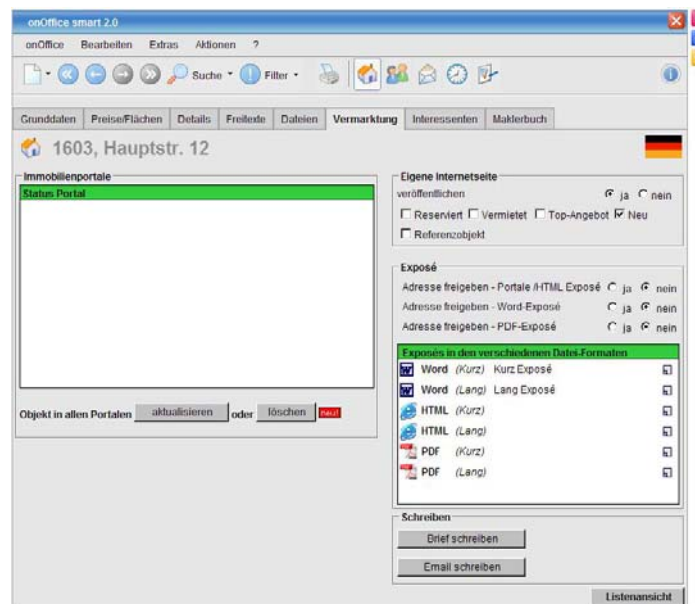 onOffice smart 2.0
onOffice Bearbeiten Extras Aktionen ?
Suche Filter
Grunddaten Preise/Flächen Details Freitexte Dateien Vermarktung Interessenten Maklerbuch
1603, Hauptstr. 12
Immobilienportale
Status Portal
Objekt in allen Portalen aktualisieren oder löschen neu!
Eigene Internetseite
veröffentlichen ja nein
Reserviert Vermietet Top-Angebot Neu
Referenzobjekt
Exposé
Adresse freigeben - Portale /HTML Exposé ja nein
Adresse freigeben - Word-Exposé ja nein
Adresse freigeben - PDF-Exposé ja nein
Exposés in den verschiedenen Datei-Formaten
Word (Kurz) Kurz Exposé
Word (Lang) Lang Exposé
HTML (Kurz)
HTML (Lang)
PDF (Kurz)
PDF (Lang)
Schreiben
Brief schreiben
Email schreiben
Listenansicht